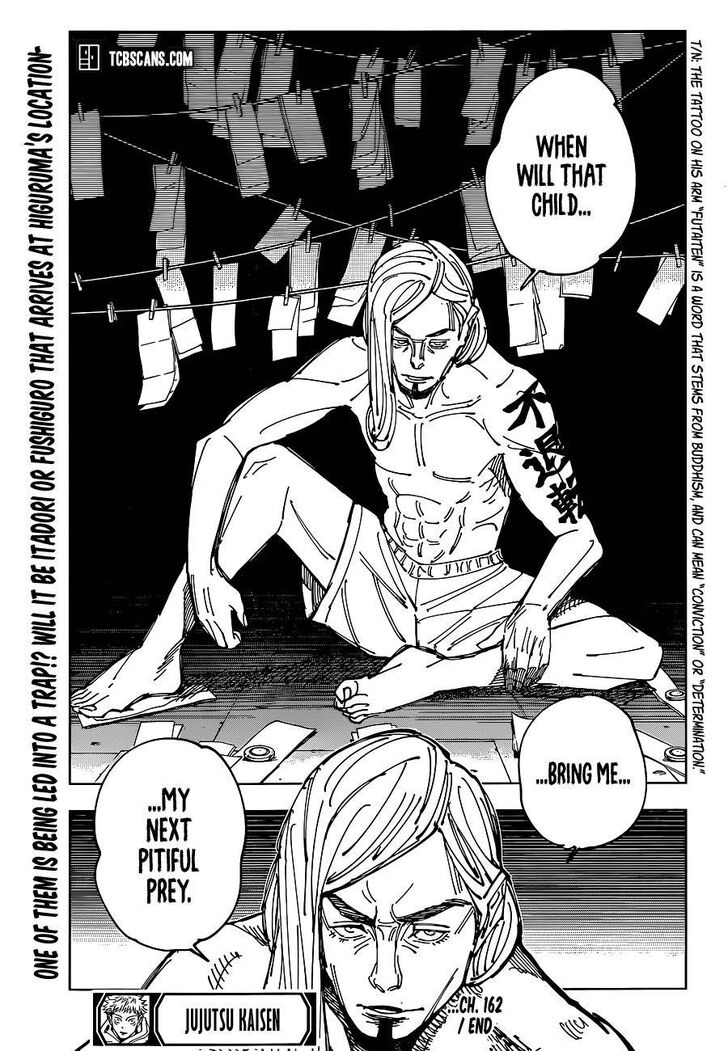 TCBSCANS.COM
WHEN
WILL THAT
CHILD...
不退転
...BRING ME...
...MY
NEXT
PITIFUL
PREY.
JUJUTSU KAISEN
...CH. 162
/ END
ONE OF THEM IS BEING LED INTO A TRAP!? WILL IT BE ITADORI OR FUSHIGURO THAT ARRIVES AT HIGURUMA'S LOCATION-
T/N: THE TATTOO ON HIS ARM "FUTAITEN" IS A WORD THAT STEMS FROM BUDDHISM, AND CAN MEAN "CONVICTION" OR "DETERMINATION."